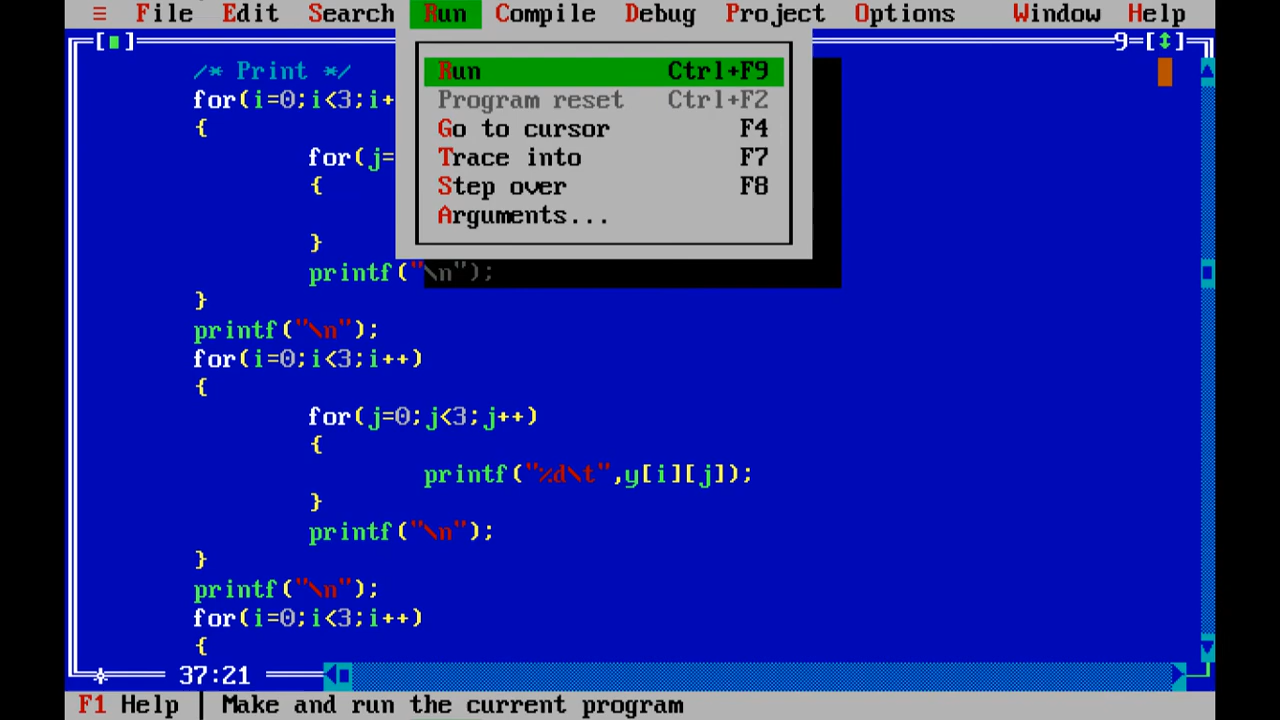 ≡ File Edit Search Run Compile Debug Project Options Window Help
[■] 9=[↕]
/* Print */
Run Ctrl+F9
for(i=0;i<3;i+
Program reset Ctrl+F2
{
Go to cursor F4
for(j=
Trace into F7
{
Step over F8
Arguments...
}
printf("\n");
}
printf("\n");
for(i=0;i<3;i++)
{
for(j=0;j<3;j++)
{
printf("%d\t",y[i][j]);
}
printf("\n");
}
printf("\n");
for(i=0;i<3;i++)
{
37:21
F1 Help | Make and run the current program